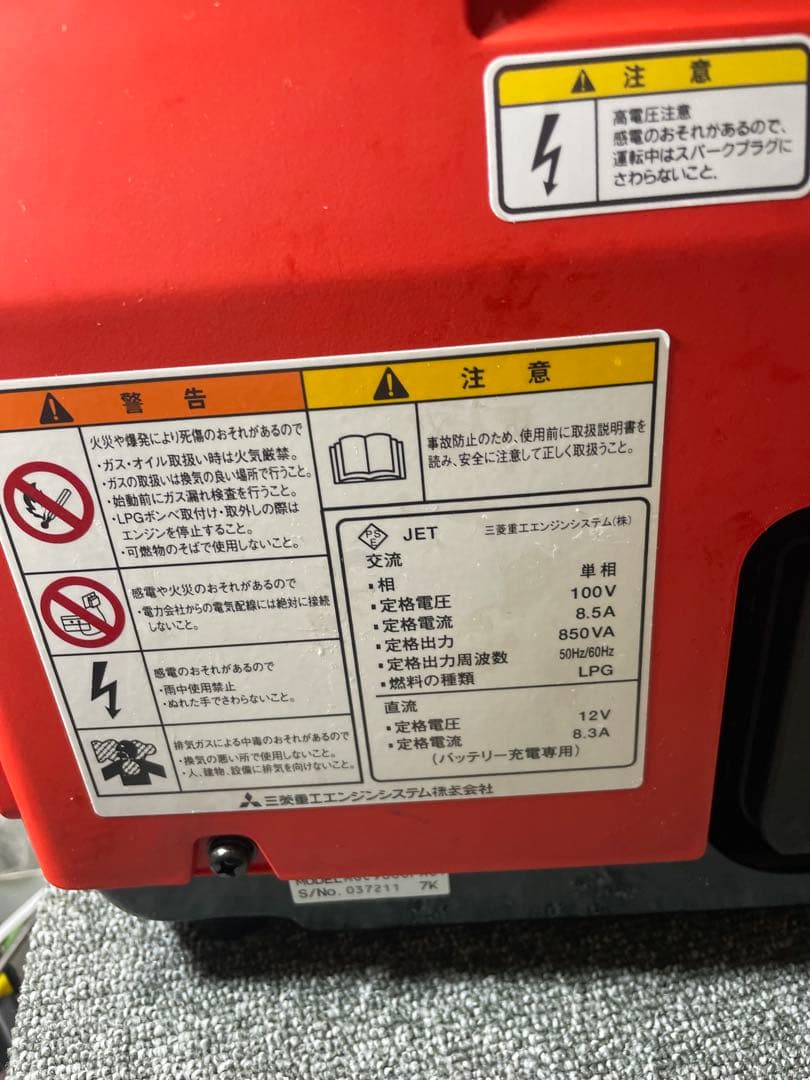 注意
高電圧注意
感電のおそれがあるので、
運転中はスパークプラグに
さわらないこと。
警告
火災や爆発により死傷のおそれがあるので
・ガス・オイル取扱い時は火気厳禁。
・ガスの取扱いは換気の良い場所で行うこと。
・始動前にガス漏れ検査を行うこと。
・LPGボンベ取付け・取外しの際は
エンジンを停止すること。
・可燃物のそばで使用しないこと。
感電や火災のおそれがあるので
・電力会社からの電気配線には絶対に接続
しないこと。
感電のおそれがあるので
・雨中使用禁止
・ぬれた手でさわらないこと。
排気ガスによる中毒のおそれがあるので
・換気の悪い所で使用しないこと。
・人、建物、設備に排気を向けないこと。
注意
事故防止のため、使用前に取扱説明書を
読み、安全に注意して正しく取扱うこと。
PSE JET 三菱重工エンジンシステム(株)
交流
・相 単相
・定格電圧 100V
・定格電流 8.5A
・定格出力 850VA
・定格出力周波数 50Hz/60Hz
・燃料の種類 LPG
直流
・定格電圧 12V
・定格電流 8.3A
(バッテリー充電専用)
三菱重工エンジンシステム株式会社
MODEL
S/No. 037211 7K